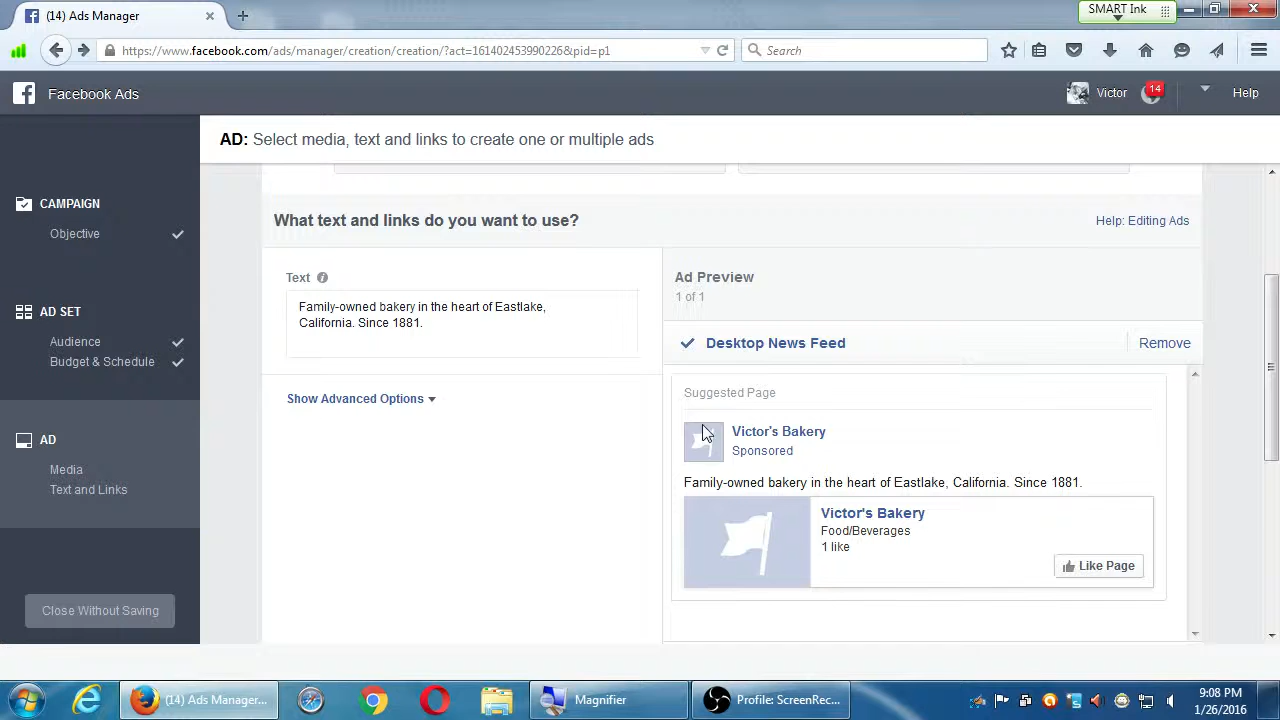 (14) Ads Manager
SMART Ink
https://www.facebook.com/ads/manager/creation/creation/?act=161402453990226&pid=p1
Search
Facebook Ads
Victor
14
Help
AD: Select media, text and links to create one or multiple ads
CAMPAIGN
Objective
AD SET
Audience
Budget & Schedule
AD
Media
Text and Links
Close Without Saving
What text and links do you want to use?
Help: Editing Ads
Text
Family-owned bakery in the heart of Eastlake,
California. Since 1881.
Show Advanced Options
Ad Preview
1 of 1
Desktop News Feed
Remove
Suggested Page
Victor's Bakery
Sponsored
Family-owned bakery in the heart of Eastlake, California. Since 1881.
Victor's Bakery
Food/Beverages
1 like
Like Page
(14) Ads Manager...
Magnifier
Profile: ScreenRec...
9:08 PM
1/26/2016